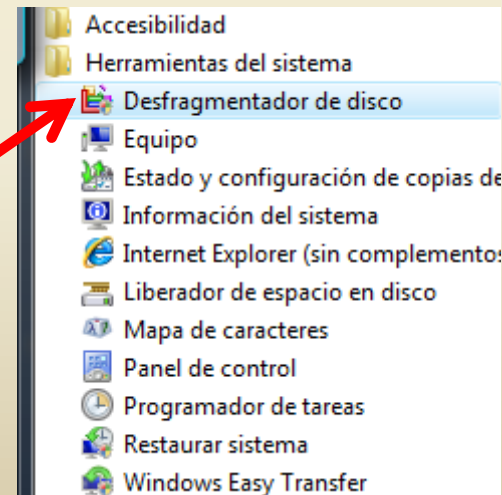 Accesibilidad
Herramientas del sistema
Desfragmentador de disco
Equipo
Estado y configuración de copias de
Información del sistema
Internet Explorer (sin complementos
Liberador de espacio en disco
Mapa de caracteres
Panel de control
Programador de tareas
Restaurar sistema
Windows Easy Transfer